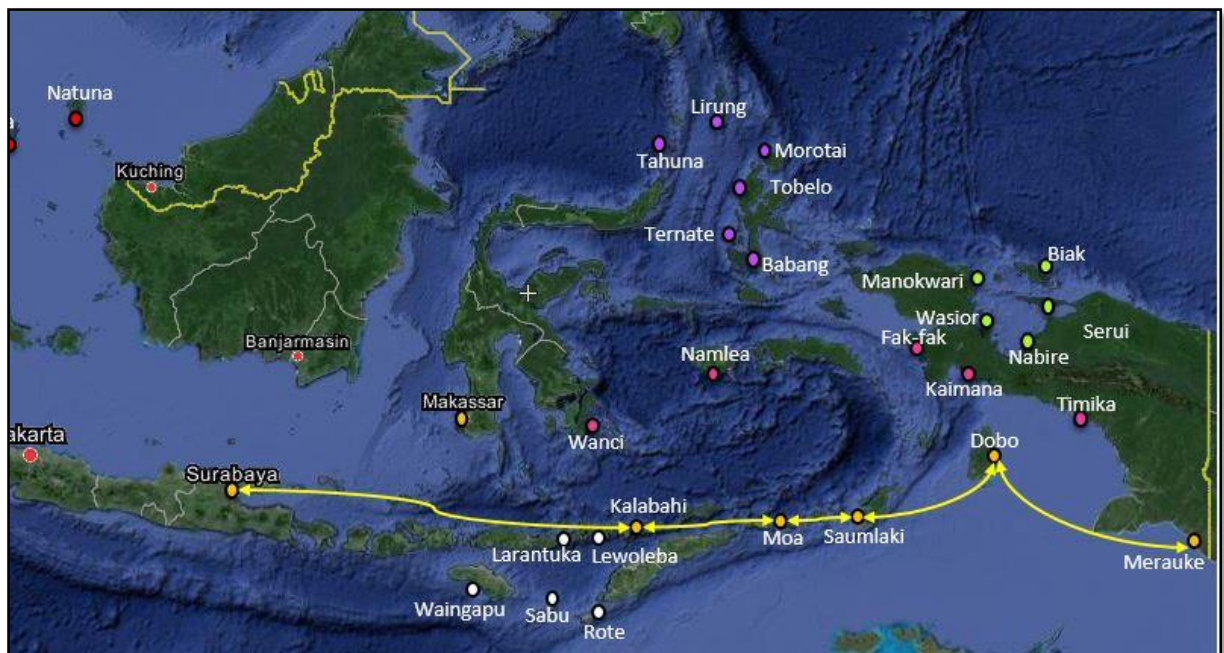 Natuna
Lirung
a
Tahuna
Morotai
Kuching
Tobelo
Ternate
Babang
Biak
Manokwari
Wasior
Serui
Fak-fak
Nabire
Banjarmasin
Namlea
Kaimana
Makassar
Timika
Wanci
akarta
Dobo
Surabaya
Kalabahi
Moa
Saumlaki
Larantuka
Lewoleba
Merauke
Waingapu
Sabu
Rote